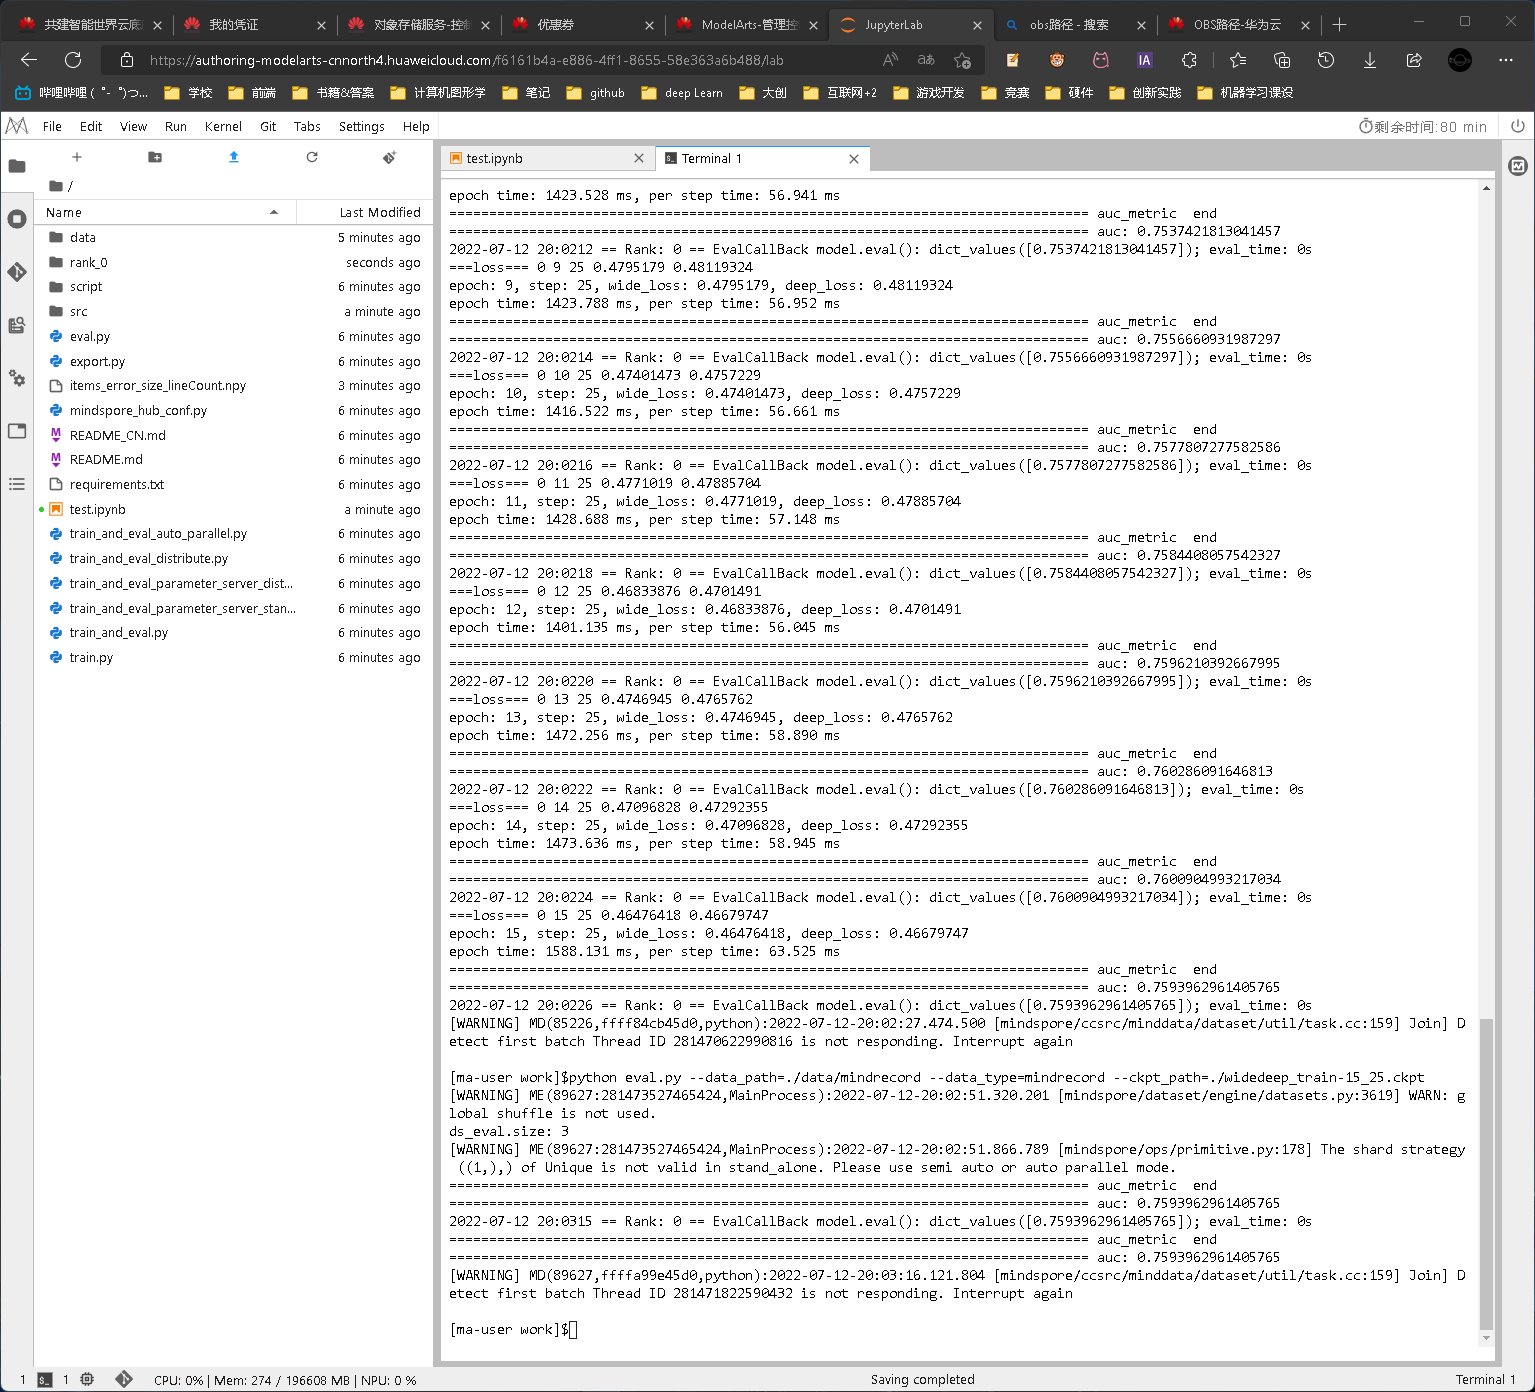 共建智能世界云底
我的凭证
对象存储服务-控制
优惠券
ModelArts-管理控
JupyterLab
obs路径 - 搜索
OBS路径-华为云
https://authoring-modelarts-cnnorth4.huaweicloud.com/f6161b4a-e886-4ff1-8655-58e363a6b488/lab
哔哩哔哩 ( ゜- ゜)つ...
学校
前端
书籍&答案
计算机图形学
笔记
github
deep Learn
大创
互联网+2
游戏开发
竞赛
硬件
创新实践
机器学习课设
File Edit View Run Kernel Git Tabs Settings Help
剩余时间:80 min
test.ipynb
Terminal 1
/
Name Last Modified
data 5 minutes ago
rank_0 seconds ago
script 6 minutes ago
src a minute ago
eval.py 6 minutes ago
export.py 6 minutes ago
items_error_size_lineCount.npy 3 minutes ago
mindspore_hub_conf.py 6 minutes ago
README_CN.md 6 minutes ago
README.md 6 minutes ago
requirements.txt 6 minutes ago
test.ipynb a minute ago
train_and_eval_auto_parallel.py 6 minutes ago
train_and_eval_distribute.py 6 minutes ago
train_and_eval_parameter_server_dist... 6 minutes ago
train_and_eval_parameter_server_stan... 6 minutes ago
train_and_eval.py 6 minutes ago
train.py 6 minutes ago
epoch time: 1423.528 ms, per step time: 56.941 ms
================================================================================ auc_metric  end
================================================================================ auc: 0.7537421813041457
2022-07-12 20:0212 == Rank: 0 == EvalCallBack model.eval(): dict_values([0.7537421813041457]); eval_time: 0s
===loss=== 0 9 25 0.4795179 0.48119324
epoch: 9, step: 25, wide_loss: 0.4795179, deep_loss: 0.48119324
epoch time: 1423.788 ms, per step time: 56.952 ms
================================================================================ auc_metric  end
================================================================================ auc: 0.7556660931987297
2022-07-12 20:0214 == Rank: 0 == EvalCallBack model.eval(): dict_values([0.7556660931987297]); eval_time: 0s
===loss=== 0 10 25 0.47401473 0.4757229
epoch: 10, step: 25, wide_loss: 0.47401473, deep_loss: 0.4757229
epoch time: 1416.522 ms, per step time: 56.661 ms
================================================================================ auc_metric  end
================================================================================ auc: 0.7577807277582586
2022-07-12 20:0216 == Rank: 0 == EvalCallBack model.eval(): dict_values([0.7577807277582586]); eval_time: 0s
===loss=== 0 11 25 0.4771019 0.47885704
epoch: 11, step: 25, wide_loss: 0.4771019, deep_loss: 0.47885704
epoch time: 1428.688 ms, per step time: 57.148 ms
================================================================================ auc_metric  end
================================================================================ auc: 0.7584408057542327
2022-07-12 20:0218 == Rank: 0 == EvalCallBack model.eval(): dict_values([0.7584408057542327]); eval_time: 0s
===loss=== 0 12 25 0.46833876 0.4701491
epoch: 12, step: 25, wide_loss: 0.46833876, deep_loss: 0.4701491
epoch time: 1401.135 ms, per step time: 56.045 ms
================================================================================ auc_metric  end
================================================================================ auc: 0.7596210392667995
2022-07-12 20:0220 == Rank: 0 == EvalCallBack model.eval(): dict_values([0.7596210392667995]); eval_time: 0s
===loss=== 0 13 25 0.4746945 0.4765762
epoch: 13, step: 25, wide_loss: 0.4746945, deep_loss: 0.4765762
epoch time: 1472.256 ms, per step time: 58.890 ms
================================================================================ auc_metric  end
================================================================================ auc: 0.760286091646813
2022-07-12 20:0222 == Rank: 0 == EvalCallBack model.eval(): dict_values([0.760286091646813]); eval_time: 0s
===loss=== 0 14 25 0.47096828 0.47292355
epoch: 14, step: 25, wide_loss: 0.47096828, deep_loss: 0.47292355
epoch time: 1473.636 ms, per step time: 58.945 ms
================================================================================ auc_metric  end
================================================================================ auc: 0.7600904993217034
2022-07-12 20:0224 == Rank: 0 == EvalCallBack model.eval(): dict_values([0.7600904993217034]); eval_time: 0s
===loss=== 0 15 25 0.46476418 0.46679747
epoch: 15, step: 25, wide_loss: 0.46476418, deep_loss: 0.46679747
epoch time: 1588.131 ms, per step time: 63.525 ms
================================================================================ auc_metric  end
================================================================================ auc: 0.7593962961405765
2022-07-12 20:0226 == Rank: 0 == EvalCallBack model.eval(): dict_values([0.7593962961405765]); eval_time: 0s
[WARNING] MD(85226,ffff84cb45d0,python):2022-07-12-20:02:27.474.500 [mindspore/ccsrc/minddata/dataset/util/task.cc:159] Join] D
etect first batch Thread ID 281470622990816 is not responding. Interrupt again
[ma-user work]$python eval.py --data_path=./data/mindrecord --data_type=mindrecord --ckpt_path=./widedeep_train-15_25.ckpt
[WARNING] ME(89627:281473527465424,MainProcess):2022-07-12-20:02:51.320.201 [mindspore/dataset/engine/datasets.py:3619] WARN: g
lobal shuffle is not used.
ds_eval.size: 3
[WARNING] ME(89627:281473527465424,MainProcess):2022-07-12-20:02:51.866.789 [mindspore/ops/primitive.py:178] The shard strategy
((1,),) of Unique is not valid in stand_alone. Please use semi auto or auto parallel mode.
================================================================================ auc_metric  end
================================================================================ auc: 0.7593962961405765
2022-07-12 20:0315 == Rank: 0 == EvalCallBack model.eval(): dict_values([0.7593962961405765]); eval_time: 0s
================================================================================ auc_metric  end
================================================================================ auc: 0.7593962961405765
[WARNING] MD(89627,ffffa99e45d0,python):2022-07-12-20:03:16.121.804 [mindspore/ccsrc/minddata/dataset/util/task.cc:159] Join] D
etect first batch Thread ID 281471822590432 is not responding. Interrupt again
[ma-user work]$
1 1 CPU: 0% | Mem: 274 / 196608 MB | NPU: 0 %
Saving completed
Terminal 1